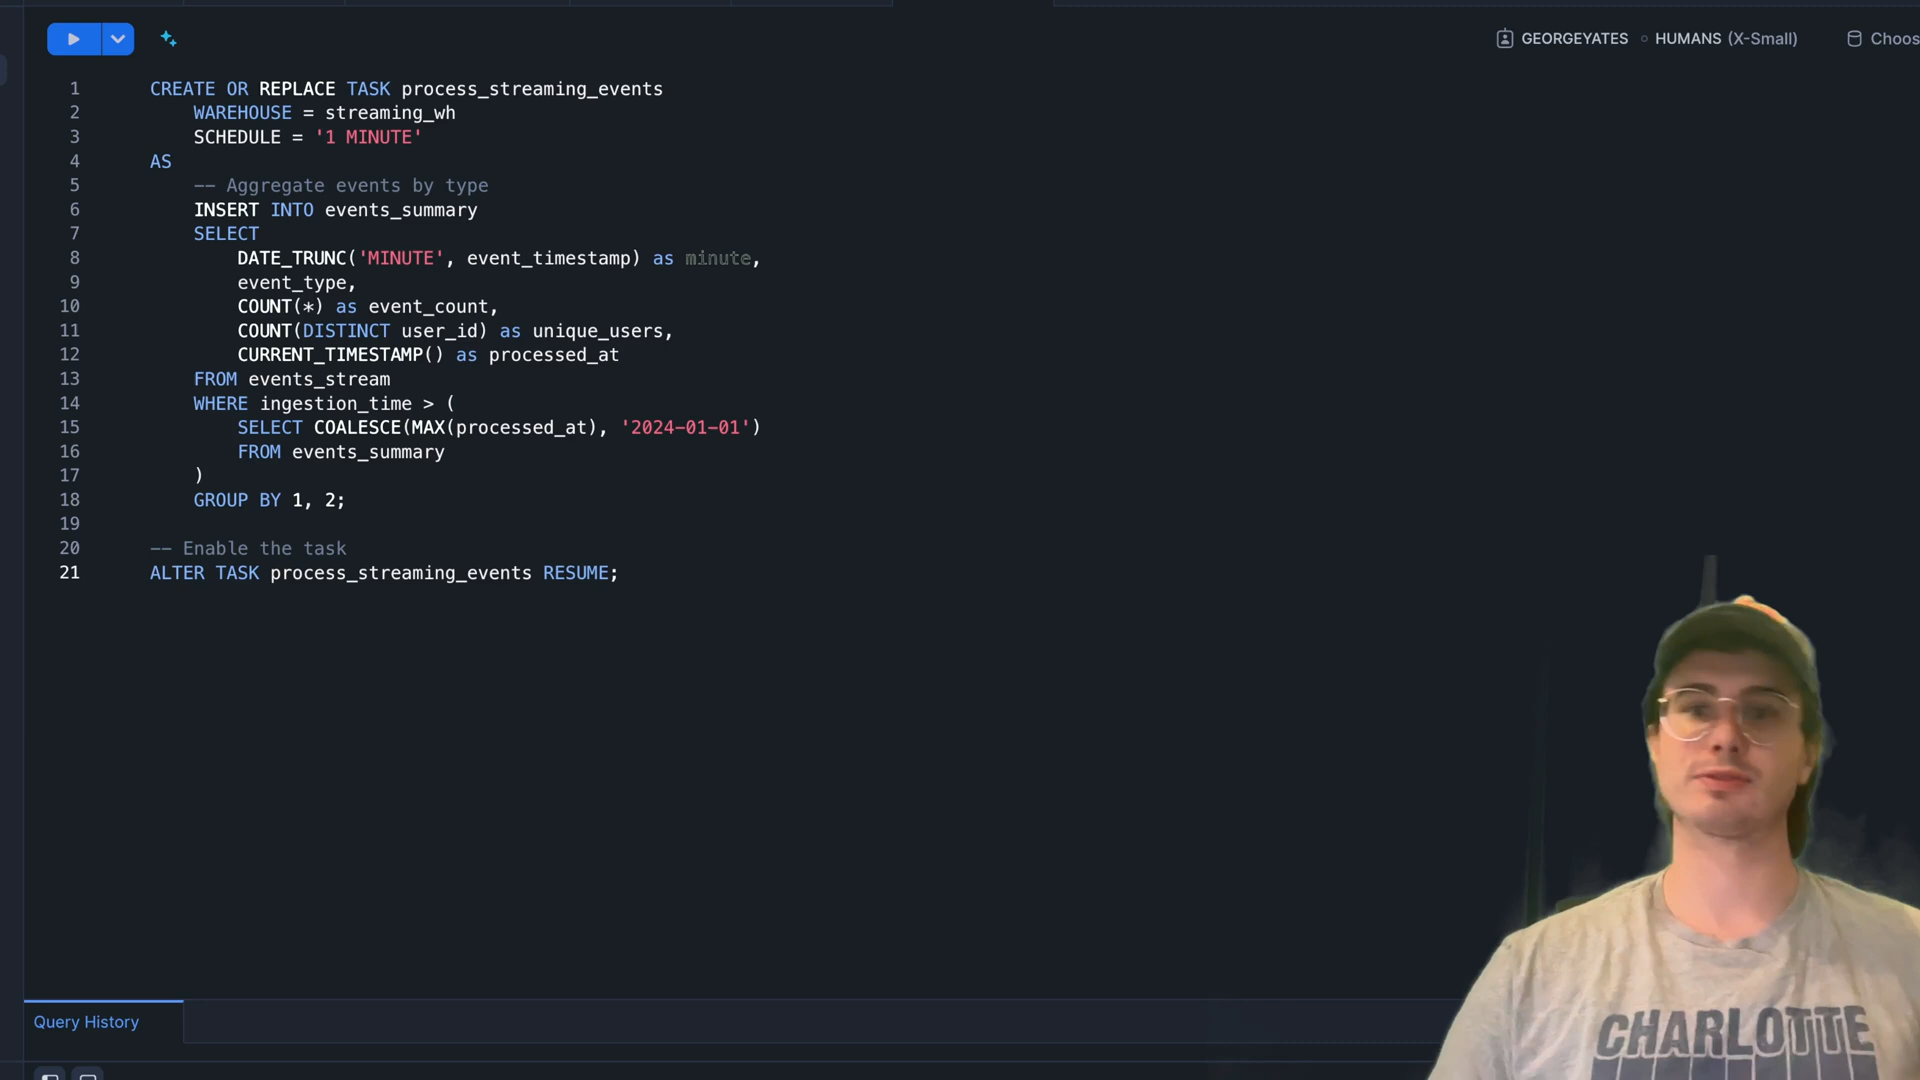 GEORGEYATES HUMANS (X-Small) Choos
1 CREATE OR REPLACE TASK process_streaming_events
2 WAREHOUSE = streaming_wh
3 SCHEDULE = '1 MINUTE'
4 AS
5 -- Aggregate events by type
6 INSERT INTO events_summary
7 SELECT
8 DATE_TRUNC('MINUTE', event_timestamp) as minute,
9 event_type,
10 COUNT(*) as event_count,
11 COUNT(DISTINCT user_id) as unique_users,
12 CURRENT_TIMESTAMP() as processed_at
13 FROM events_stream
14 WHERE ingestion_time > (
15 SELECT COALESCE(MAX(processed_at), '2024-01-01')
16 FROM events_summary
17 )
18 GROUP BY 1, 2;
19
20 -- Enable the task
21 ALTER TASK process_streaming_events RESUME;
Query History
CHARLOTTE